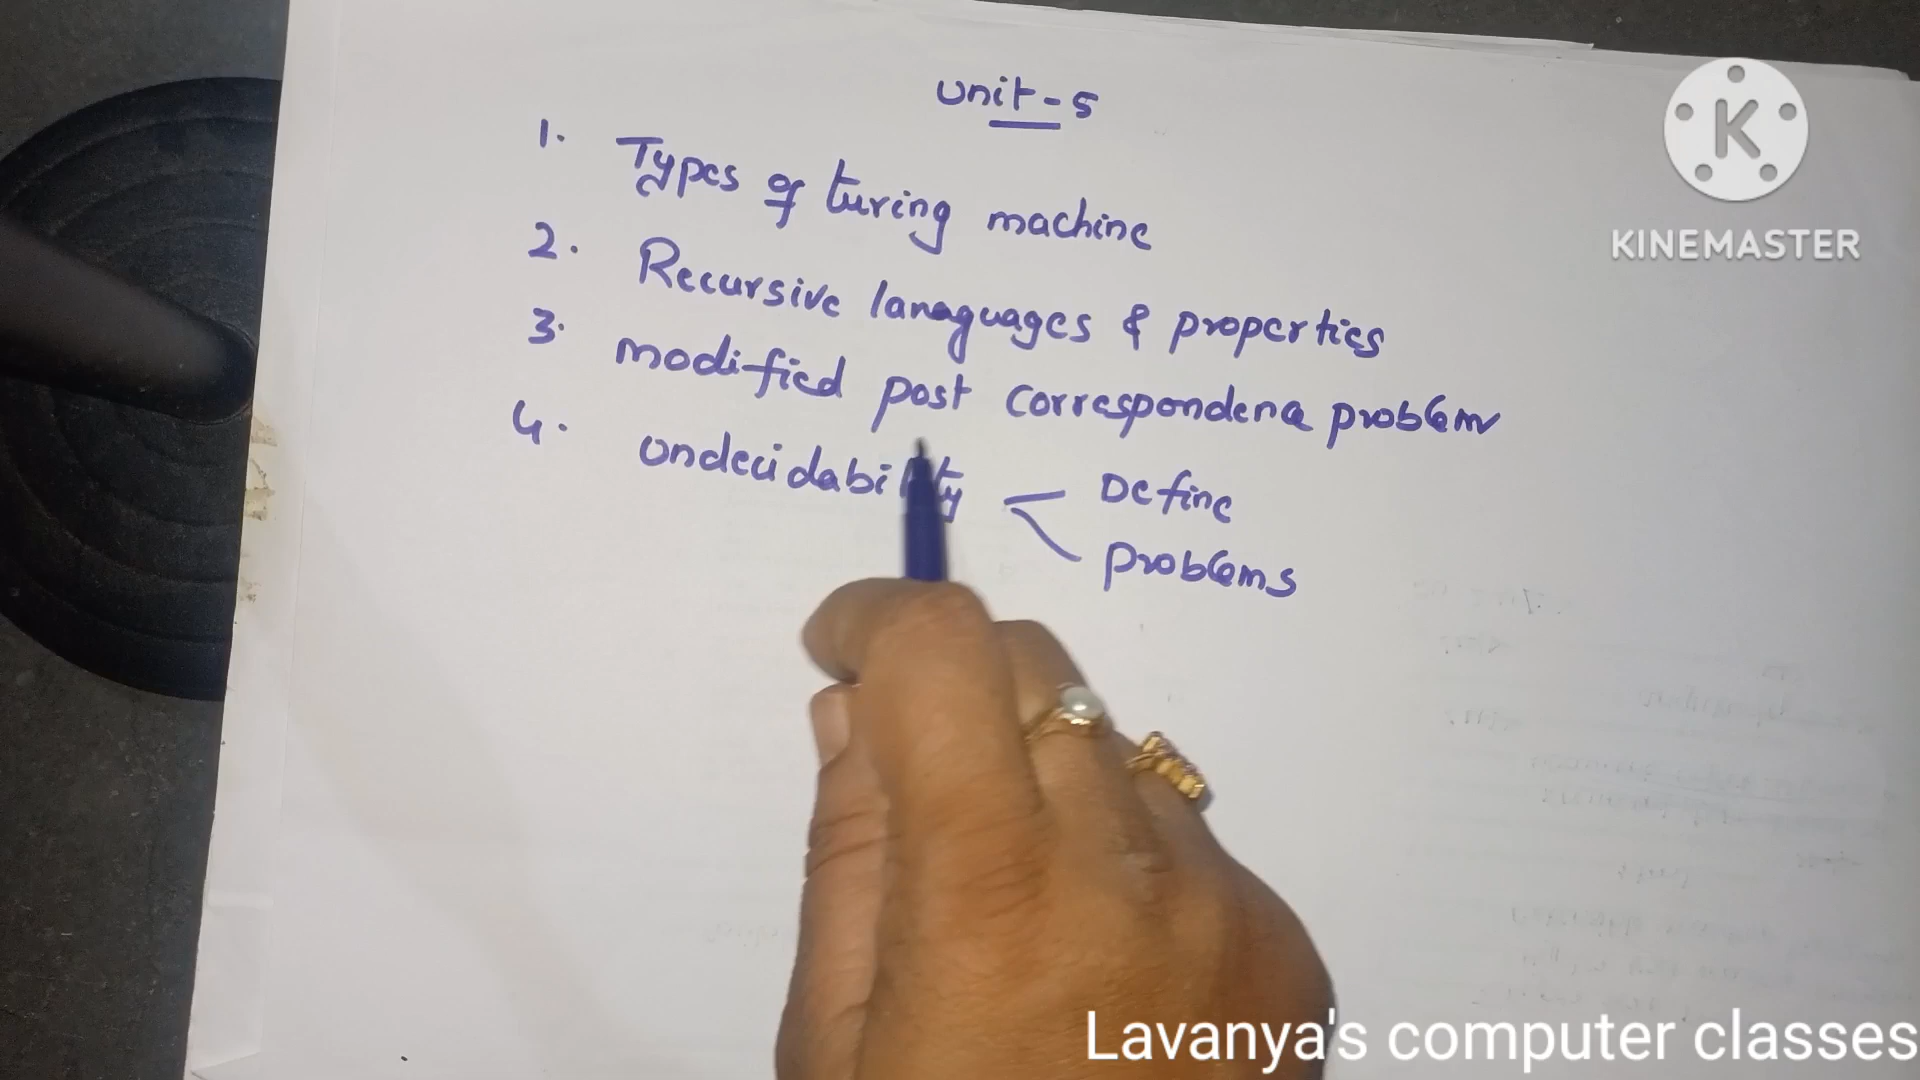 Unit-5
1. Types of turing machine
2. Recursive lanaguages & properties
3. modified post correspondence problem
4. undecidability
Define
problems
K
KINEMASTER
Lavanya's computer classes